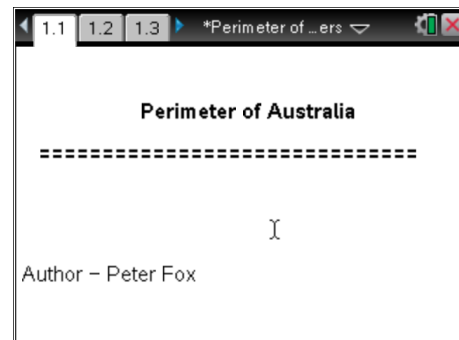 1.1 1.2 1.3 *Perimeter of …ers
Perimeter of Australia
==============================
Author – Peter Fox